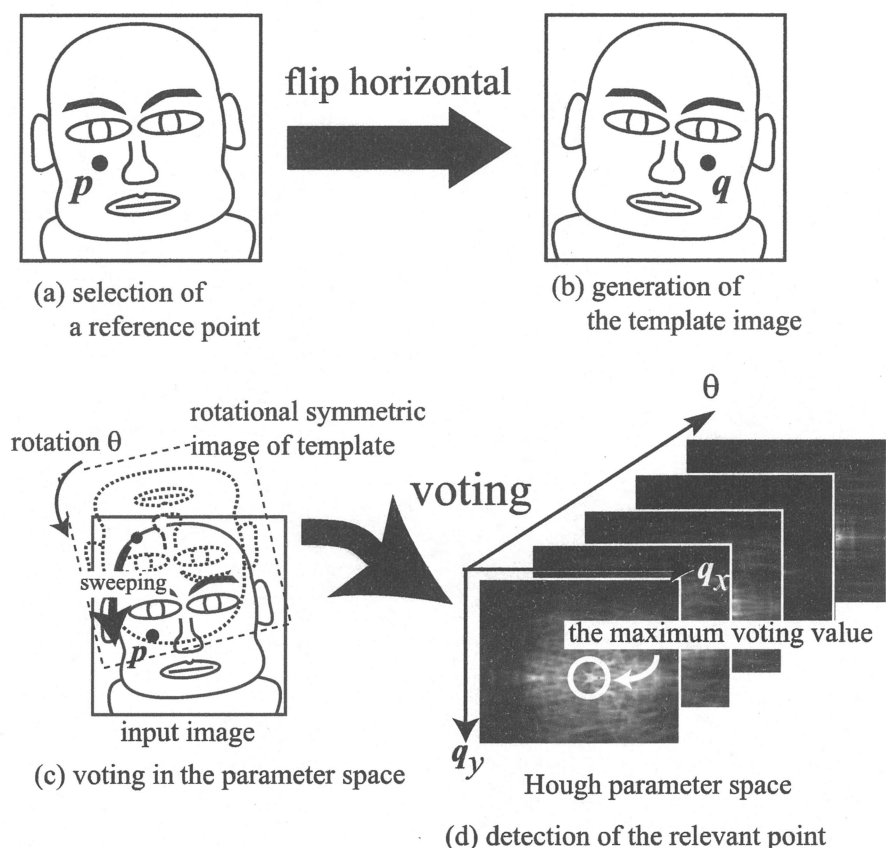 flip horizontal
p
q
(a) selection of
a reference point
(b) generation of
the template image
θ
rotational symmetric
image of template
rotation θ
voting
sweeping
q_x
the maximum voting value
p
input image
q_y
(c) voting in the parameter space
Hough parameter space
(d) detection of the relevant point